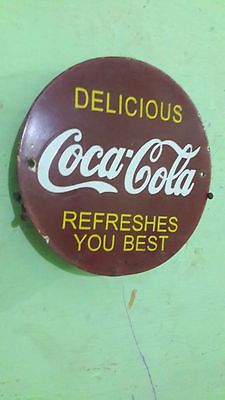 DELICIOUS
Coca-Cola
REFRESHES
YOU BEST